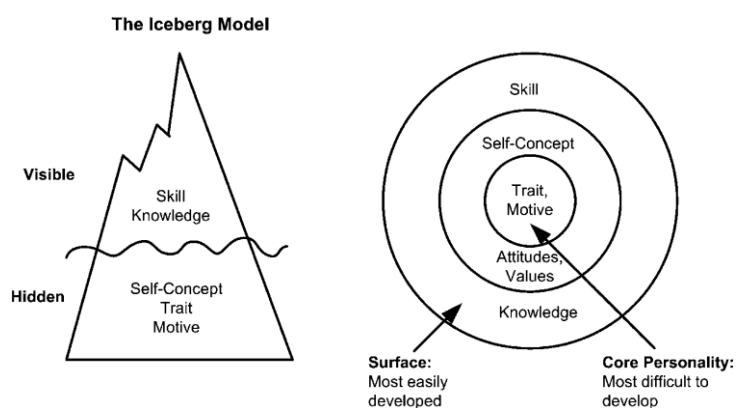 The Iceberg Model
Visible
Skill
Knowledge
Hidden
Self-Concept
Trait
Motive
Skill
Self-Concept
Trait,
Motive
Attitudes,
Values
Knowledge
Surface:
Most easily
developed
Core Personality:
Most difficult to
develop